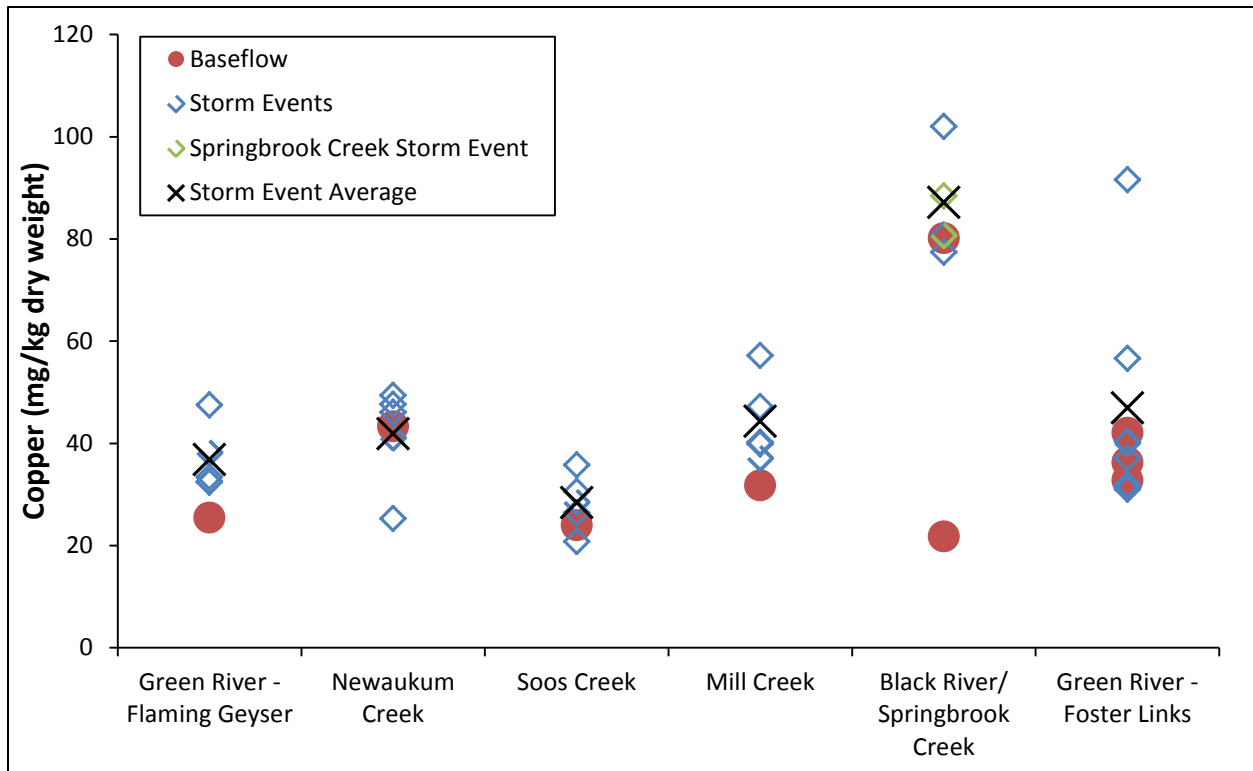 Copper (mg/kg dry weight)
120
100
80
60
40
20
0
Baseflow
Storm Events
Springbrook Creek Storm Event
Storm Event Average
Green River -
Flaming Geyser
Newaukum
Creek
Soos Creek
Mill Creek
Black River/
Springbrook
Creek
Green River -
Foster Links